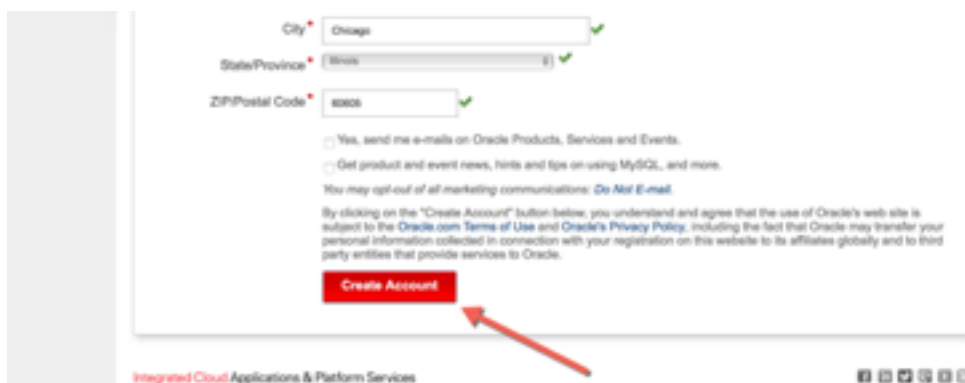 City*
Chicago
State/Province*
Illinois
ZIP/Postal Code*
60605
Yes, send me e-mails on Oracle Products, Services and Events.
Get product and event news, hints and tips on using MySQL, and more.
You may opt-out of all marketing communications: Do Not E-mail.
By clicking on the "Create Account" button below, you understand and agree that the use of Oracle's web site is
subject to the Oracle.com Terms of Use and Oracle's Privacy Policy, including the fact that Oracle may transfer your
personal information collected in connection with your registration on this website to its affiliates globally and to third
party entities that provide services to Oracle.
Create Account
Integrated Cloud Applications & Platform Services